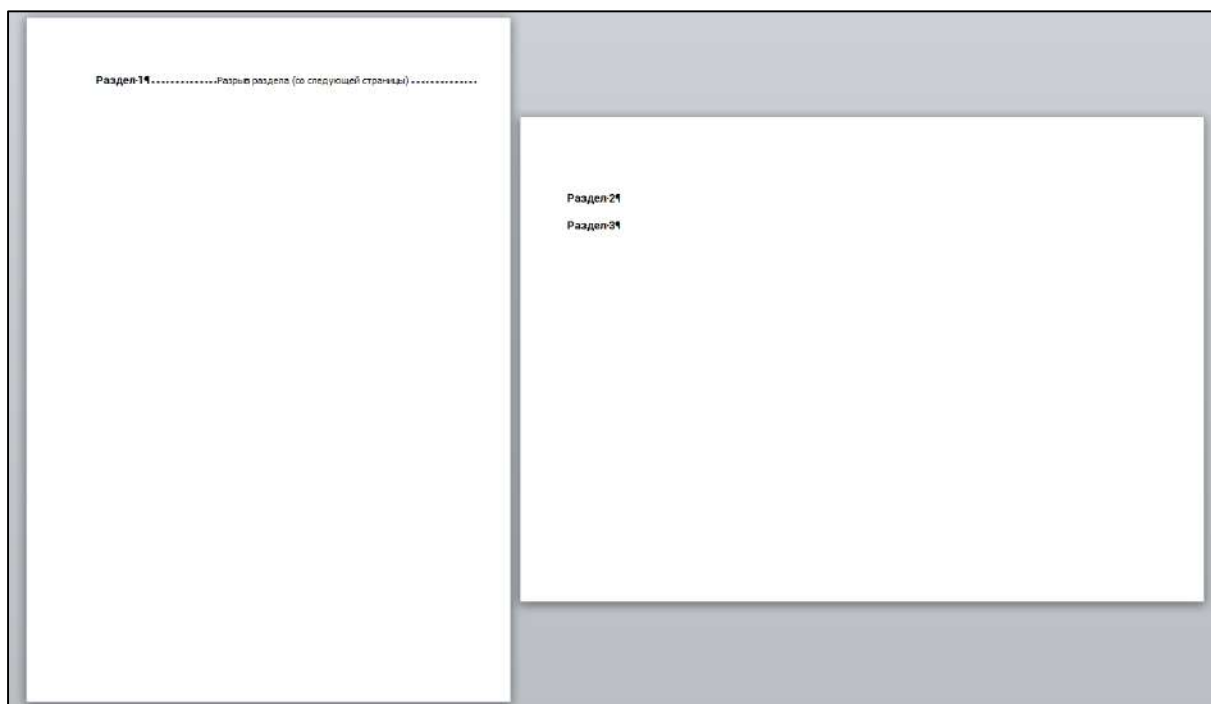 Раздел·1¶ Разрыв раздела (со следующей страницы)
Раздел·2¶
Раздел·3¶